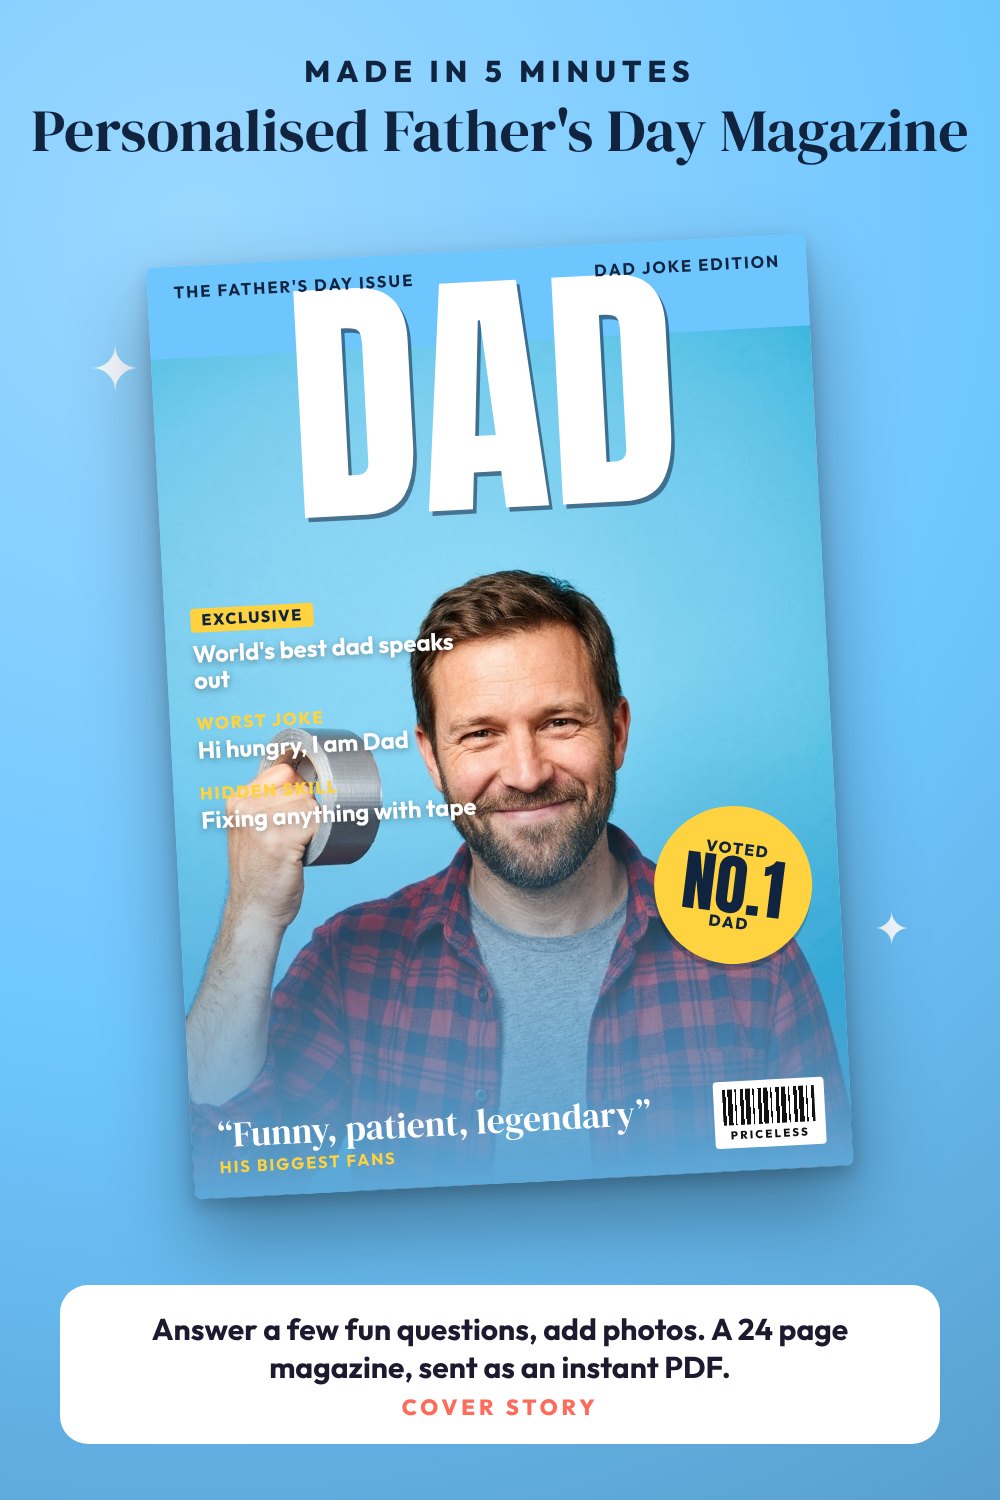 MADE IN 5 MINUTES
Personalised Father's Day Magazine
THE FATHER'S DAY ISSUE
DAD JOKE EDITION
DAD
EXCLUSIVE
World's best dad speaks
out
WORST JOKE
Hi hungry, I am Dad
HIDDEN SKILL
Fixing anything with tape
VOTED
NO.1
DAD
“Funny, patient, legendary”
HIS BIGGEST FANS
PRICELESS
Answer a few fun questions, add photos. A 24 page
magazine, sent as an instant PDF.
COVER STORY